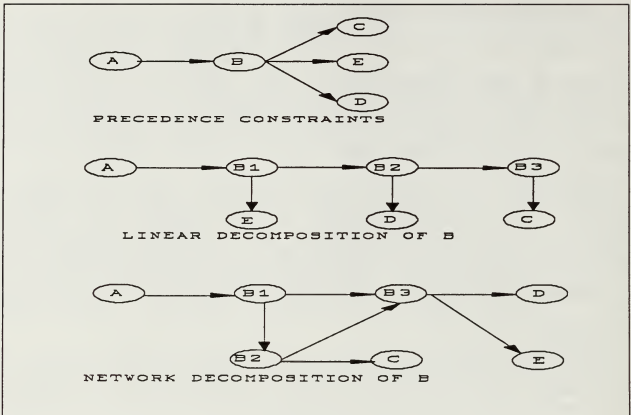 C
A B E
D
PRECEDENCE CONSTRAINTS
A B1 B2 B3
E D C
LINEAR DECOMPOSITION OF B
A B1 B3 D
B2 C E
NETWORK DECOMPOSITION OF B